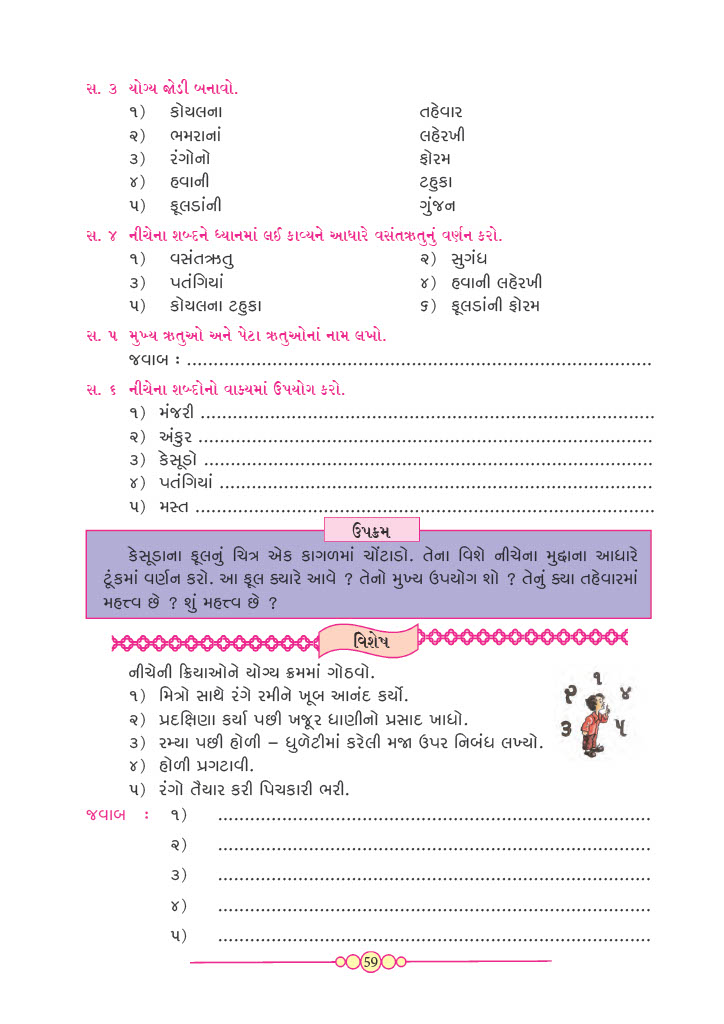 સ. ૩ યોગ્ય જોડી બનાવો.
૧) કોયલના તહેવાર
૨) ભમરાનાં લહેરખી
૩) રંગોનો ફોરમ
૪) હવાની ટહુકા
૫) ફૂલડાંની ગુંજન
સ. ૪ નીચેના શબ્દને ધ્યાનમાં લઈ કાવ્યને આધારે વસંતઋતુનું વર્ણન કરો.
૧) વસંતઋતુ ૨) સુગંધ
૩) પતંગિયાં ૪) હવાની લહેરખી
૫) કોયલના ટહુકા ૬) ફૂલડાંની ફોરમ
સ. ૫ મુખ્ય ઋતુઓ અને પેટા ઋતુઓનાં નામ લખો.
જવાબ : ........................................................................................
સ. ૬ નીચેના શબ્દોનો વાક્યમાં ઉપયોગ કરો.
૧) મંજરી ......................................................................................
૨) અંકુર ......................................................................................
૩) કેસૂડો .....................................................................................
૪) પતંગિયાં ..................................................................................
૫) મસ્ત .......................................................................................
ઉપક્રમ
કેસૂડાના ફૂલનું ચિત્ર એક કાગળમાં ચોંટાડો. તેના વિશે નીચેના મુદ્દાના આધારે
ટૂંકમાં વર્ણન કરો. આ ફૂલ ક્યારે આવે ? તેનો મુખ્ય ઉપયોગ શો ? તેનું ક્યા તહેવારમાં
મહત્ત્વ છે ? શું મહત્ત્વ છે ?
વિશેષ
નીચેની ક્રિયાઓને યોગ્ય ક્રમમાં ગોઠવો.
૧) મિત્રો સાથે રંગે રમીને ખૂબ આનંદ કર્યો.
૨) પ્રદક્ષિણા કર્યા પછી ખજૂર ધાણીનો પ્રસાદ ખાધો.
૩) રમ્યા પછી હોળી – ધુળેટીમાં કરેલી મજા ઉપર નિબંધ લખ્યો.
૪) હોળી પ્રગટાવી.
૫) રંગો તૈયાર કરી પિચકારી ભરી.
૧
૨ ૪
૩ ૫
જવાબ : ૧) ..................................................................................
૨) ..................................................................................
૩) ..................................................................................
૪) ..................................................................................
૫) ..................................................................................
59